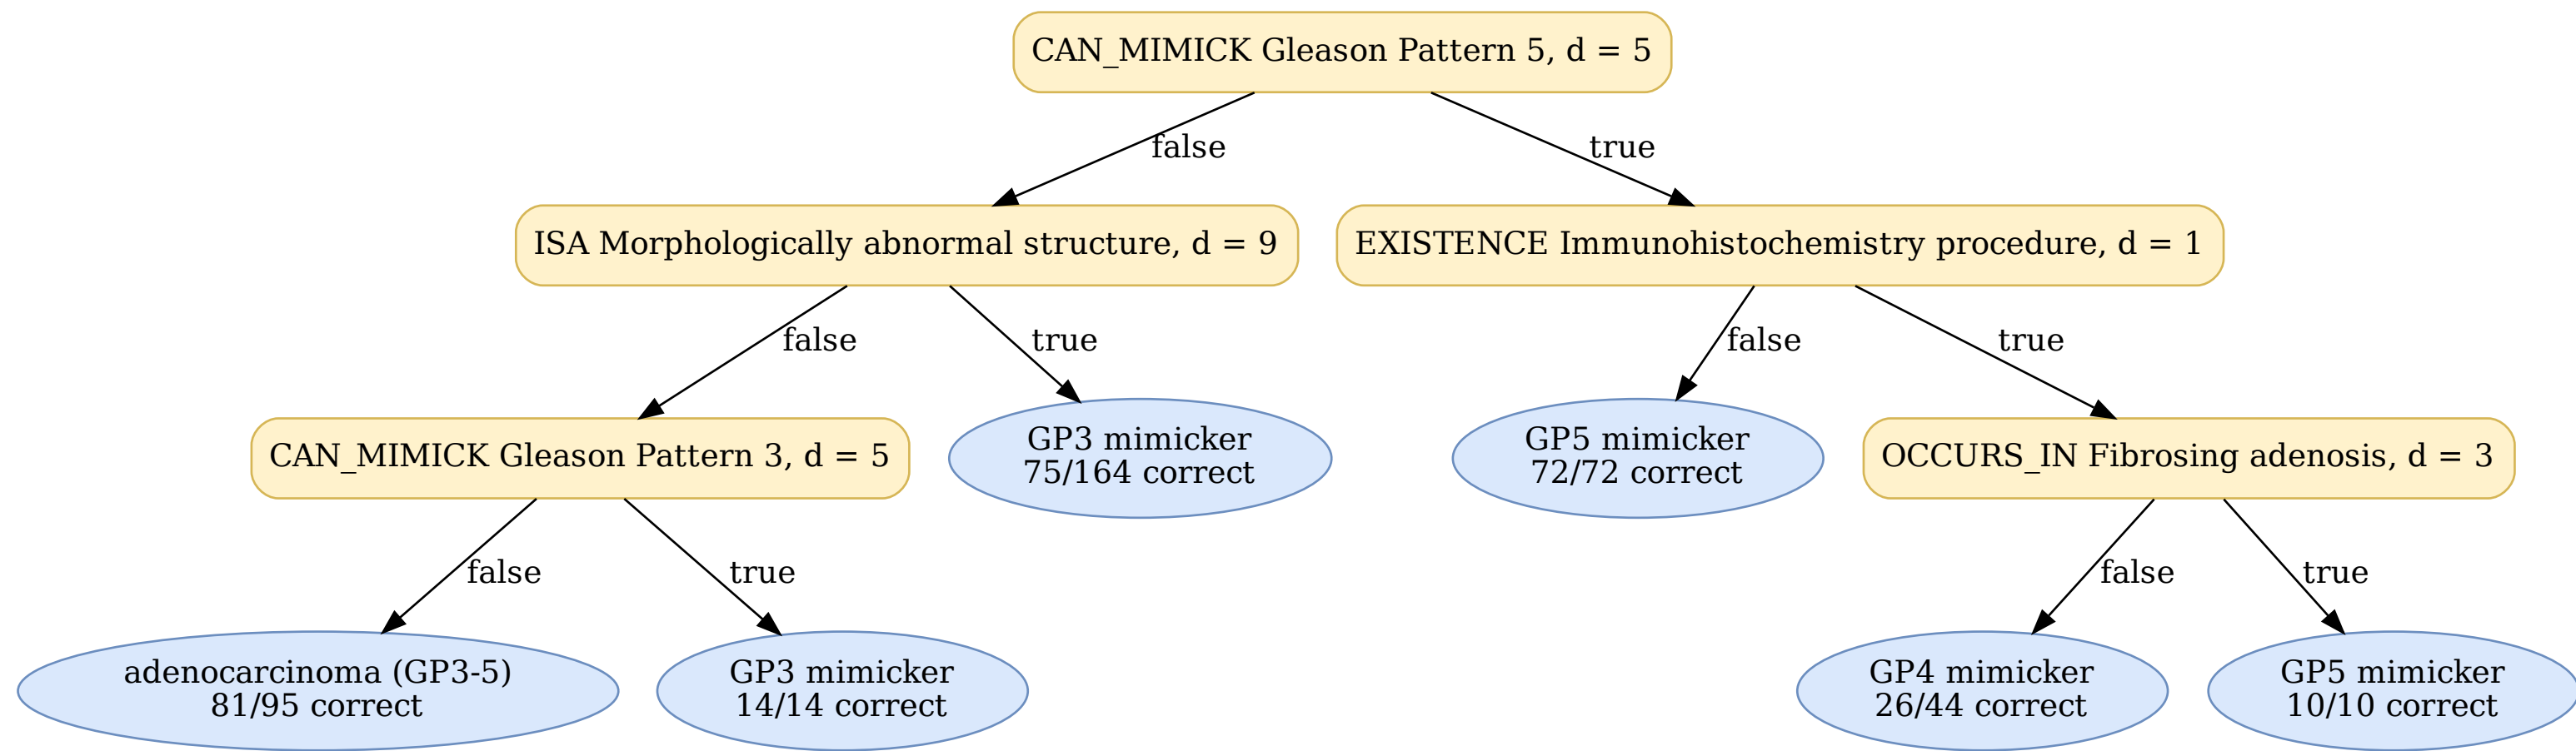 CAN_MIMICK Gleason Pattern 5, d = 5
false
true
ISA Morphologically abnormal structure, d = 9
EXISTENCE Immunohistochemistry procedure, d = 1
false
true
false
true
CAN_MIMICK Gleason Pattern 3, d = 5
GP3 mimicker
75/164 correct
GP5 mimicker
72/72 correct
OCCURS_IN Fibrosing adenosis, d = 3
false
true
false
true
adenocarcinoma (GP3-5)
81/95 correct
GP3 mimicker
14/14 correct
GP4 mimicker
26/44 correct
GP5 mimicker
10/10 correct